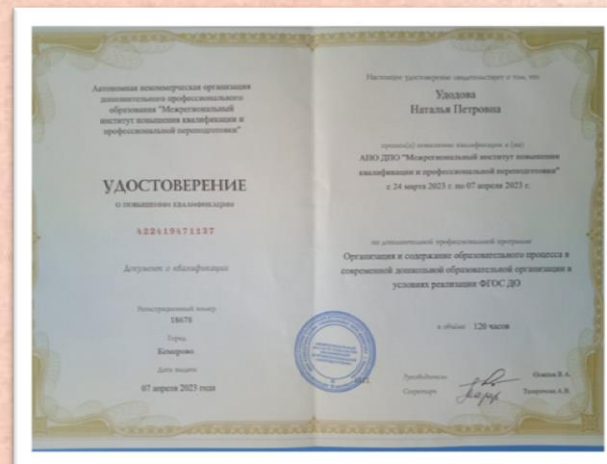 Автономная некоммерческая организация
дополнительного профессионального
образования "Межрегиональный
институт повышения квалификации и
профессиональной переподготовки"
УДОСТОВЕРЕНИЕ
О ПОВЫШЕНИИ КВАЛИФИКАЦИИ
422419471137
Документ о квалификации
Регистрационный номер
18678
Город
Кемерово
Дата выдачи
07 апреля 2023 года
Настоящее удостоверение свидетельствует о том, что
Удодова
Наталья Петровна
прошел(а) повышение квалификации в (на)
АНО ДПО "Межрегиональный институт повышения
квалификации и профессиональной переподготовки"
с 24 марта 2023 г. по 07 апреля 2023 г.
по дополнительной профессиональной программе
Организация и содержание образовательного процесса в
современной дошкольной образовательной организации в
условиях реализации ФГОС ДО
в объёме 120 часов
Руководитель
Секретарь